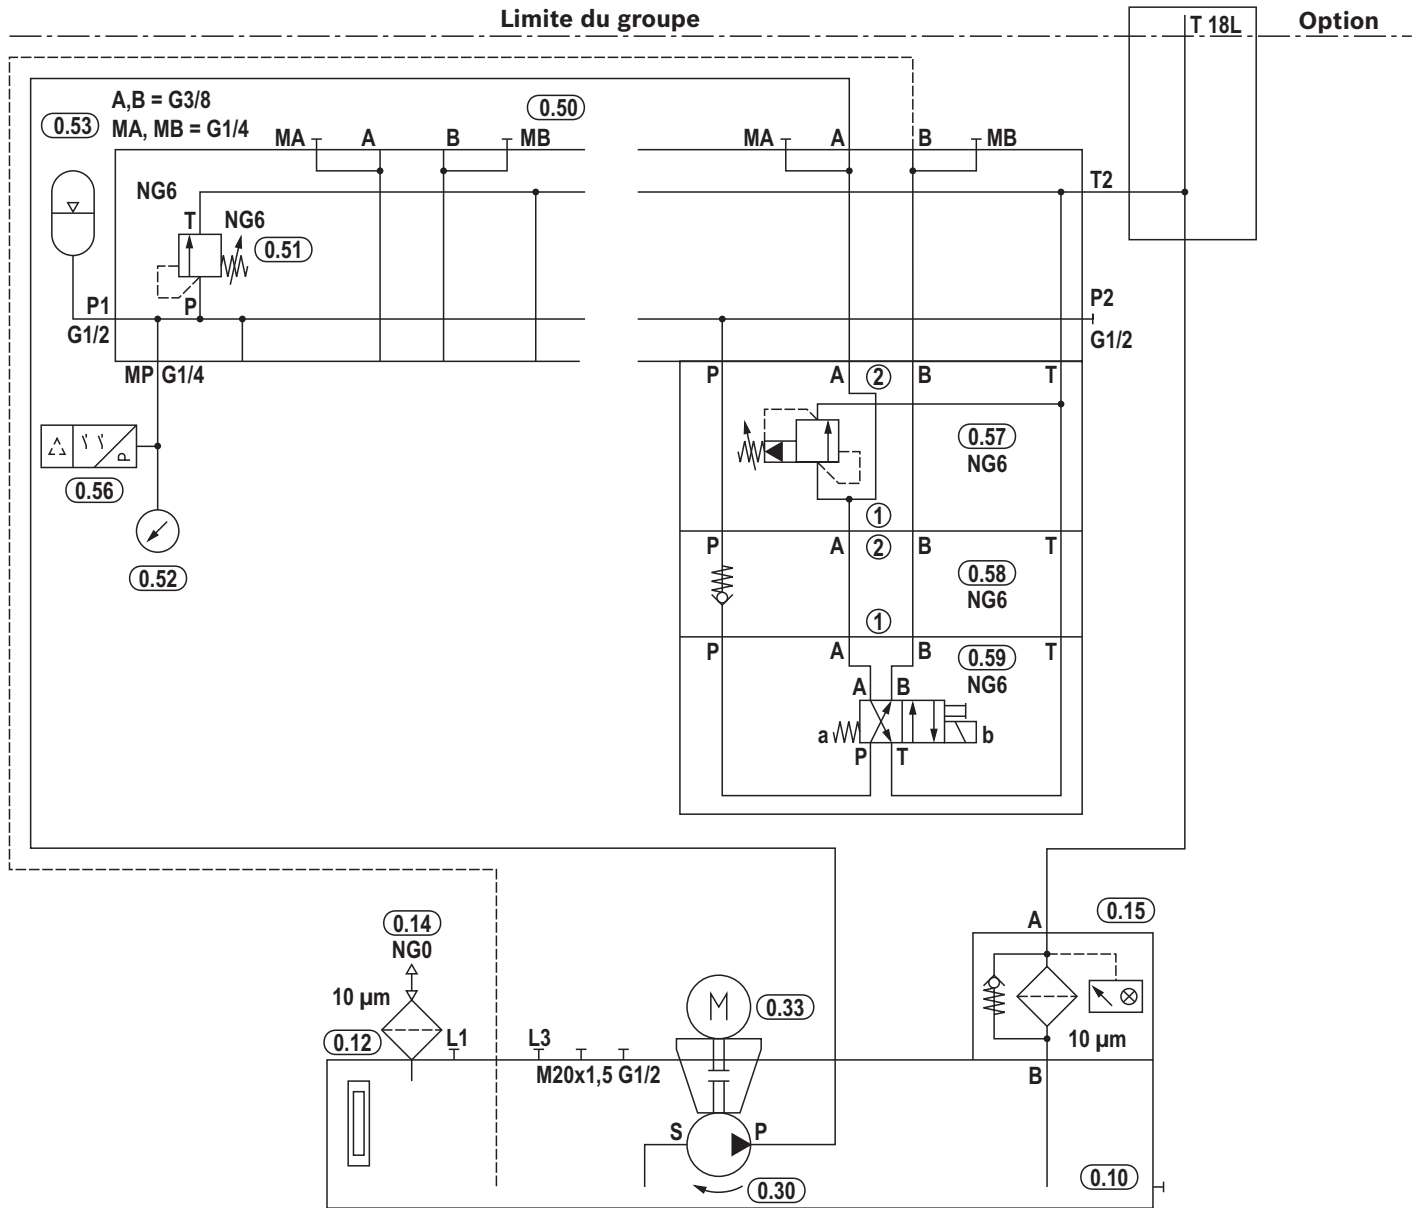 Limite du groupe
T 18L
Option
A,B = G3/8
0.53
MA, MB = G1/4
0.50
MA
A
B
MB
MA
A
B
MB
NG6
T2
T
NG6
0.51
P1
P
P2
G1/2
G1/2
MP
G1/4
P
A
2
B
T
0.57
NG6
P
0.56
1
0.52
P
A
2
B
T
0.58
NG6
1
P
A
B
0.59
T
NG6
A
B
a
b
P
T
0.14
NG0
A
0.15
10 µm
M
0.33
0.12
L1
L3
10 µm
M20x1,5 G1/2
B
S
P
0.30
0.10